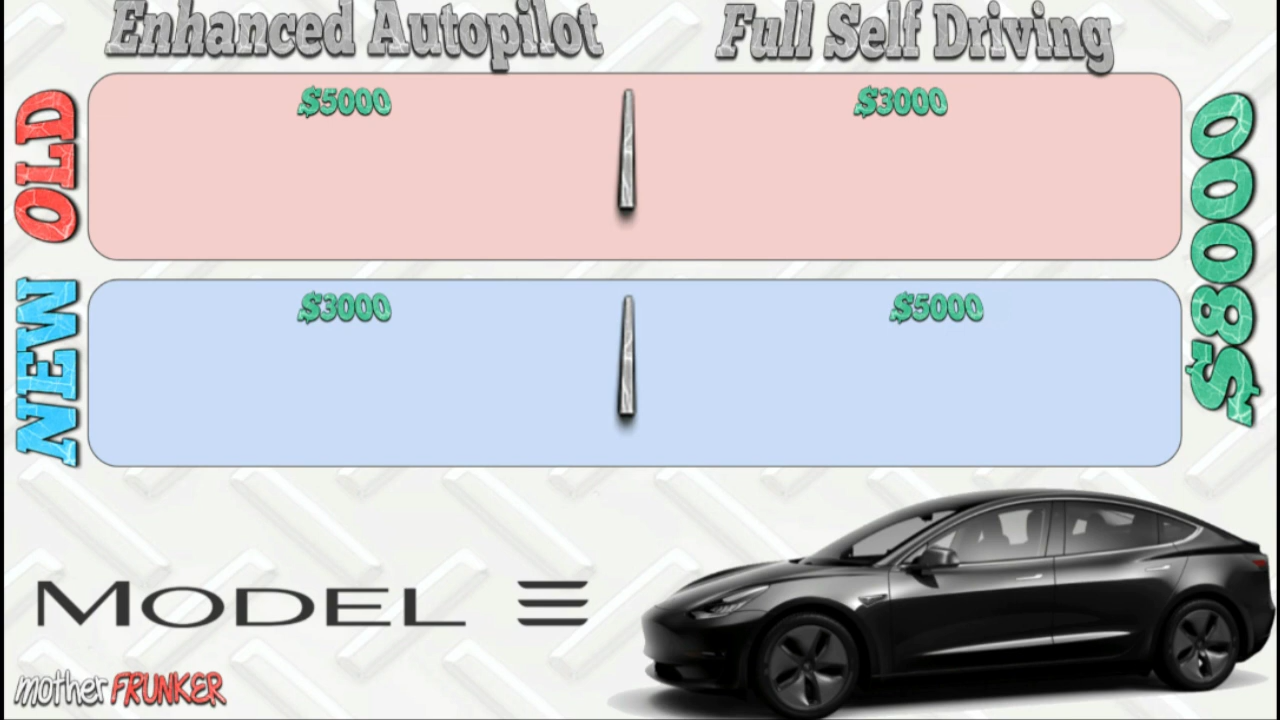 Enhanced Autopilot
Full Self Driving
OLD
$5000
$3000
$8000
NEW
$3000
$5000
MODEL ☰
mother FRUNKER